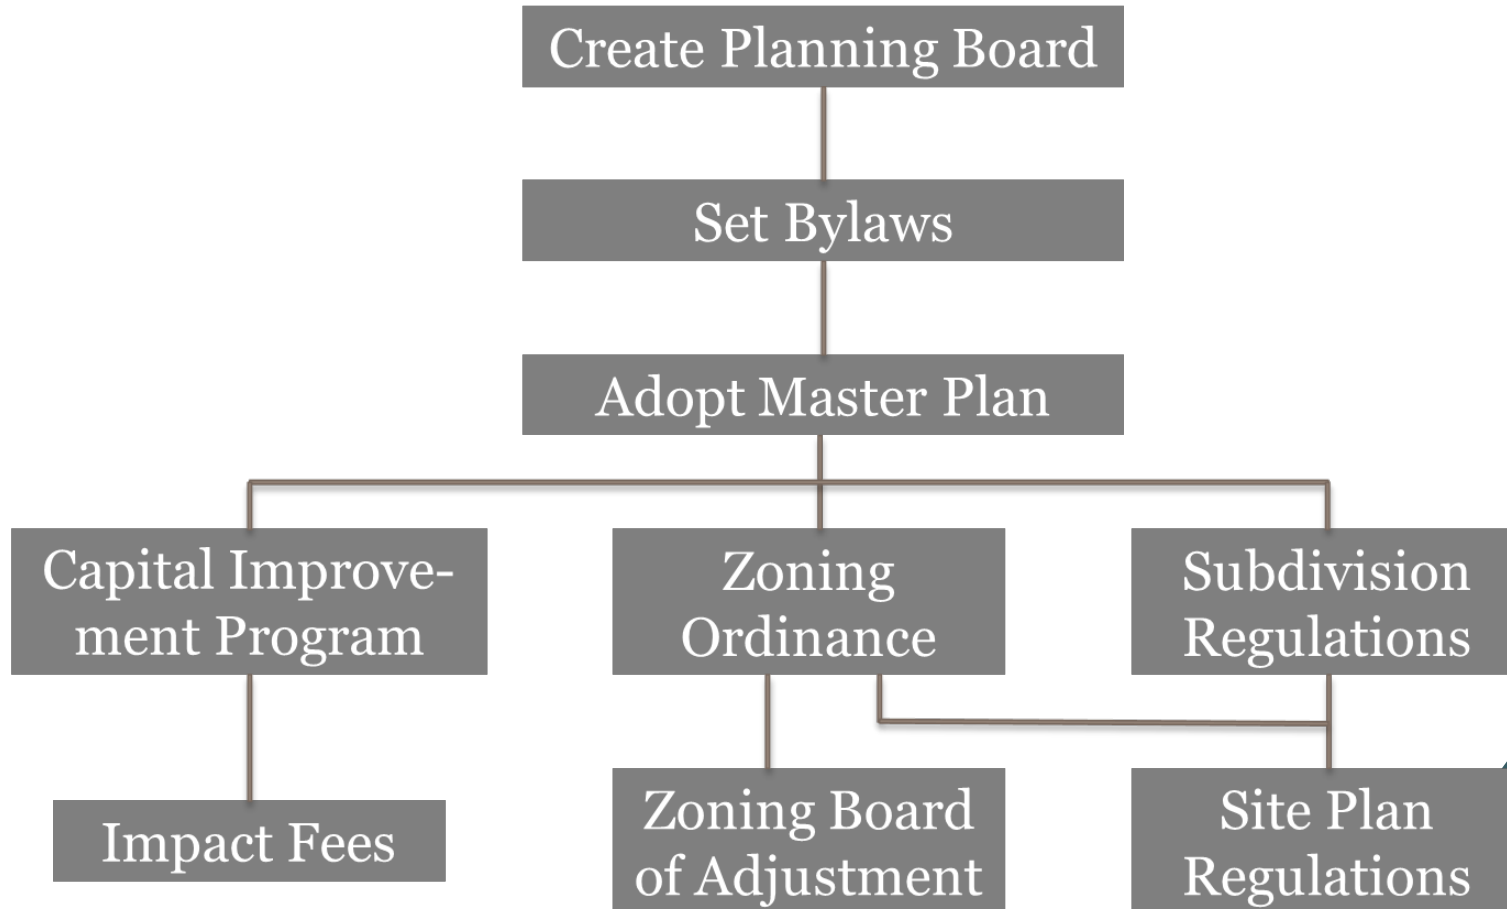 Create Planning Board
Set Bylaws
Adopt Master Plan
Capital Improve-
ment Program
Zoning
Ordinance
Subdivision
Regulations
Impact Fees
Zoning Board
of Adjustment
Site Plan
Regulations